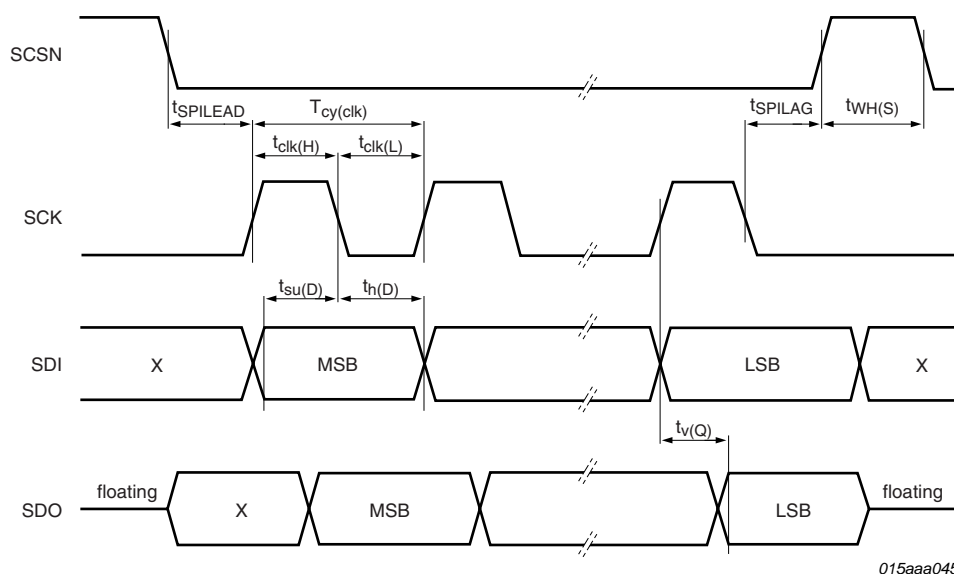 SCSN
tSPILEAD
Tcy(clk)
tSPILAG
tWH(S)
tclk(H)
tclk(L)
SCK
tsu(D)
th(D)
SDI
X
MSB
LSB
X
tv(Q)
SDO
floating
X
MSB
LSB
floating
015aaa045